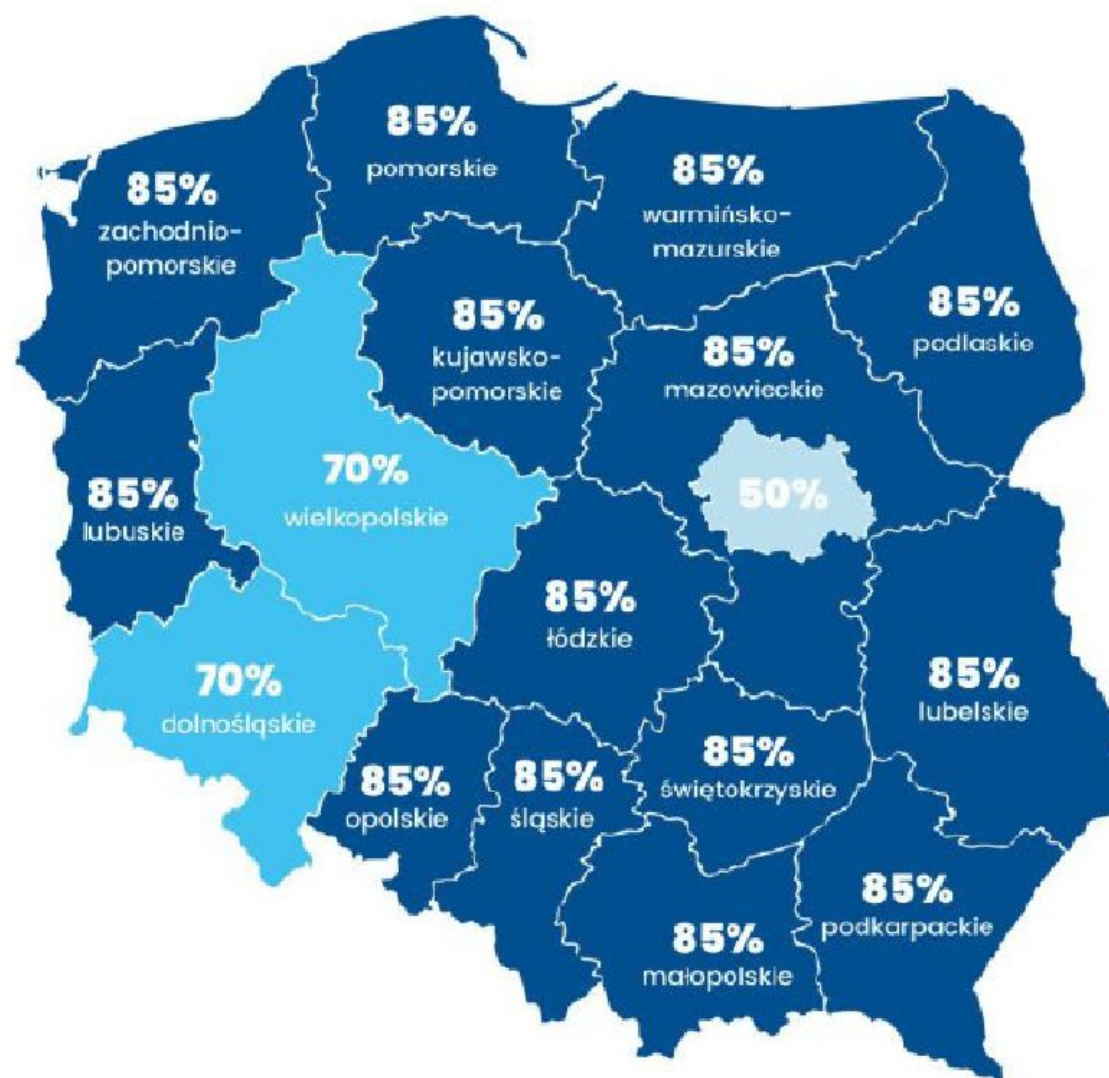 85%
pomorskie
85%
zachodnio-
pomorskie
85%
warmińsko-
mazurskie
85%
podlaskie
85%
kujawsko-
pomorskie
85%
mazowieckie
70%
wielkopolskie
50%
85%
lubuskie
85%
łódzkie
70%
dolnośląskie
85%
lubelskie
85%
opolskie
85%
śląskie
85%
świętokrzyskie
85%
podkarpackie
85%
małopolskie